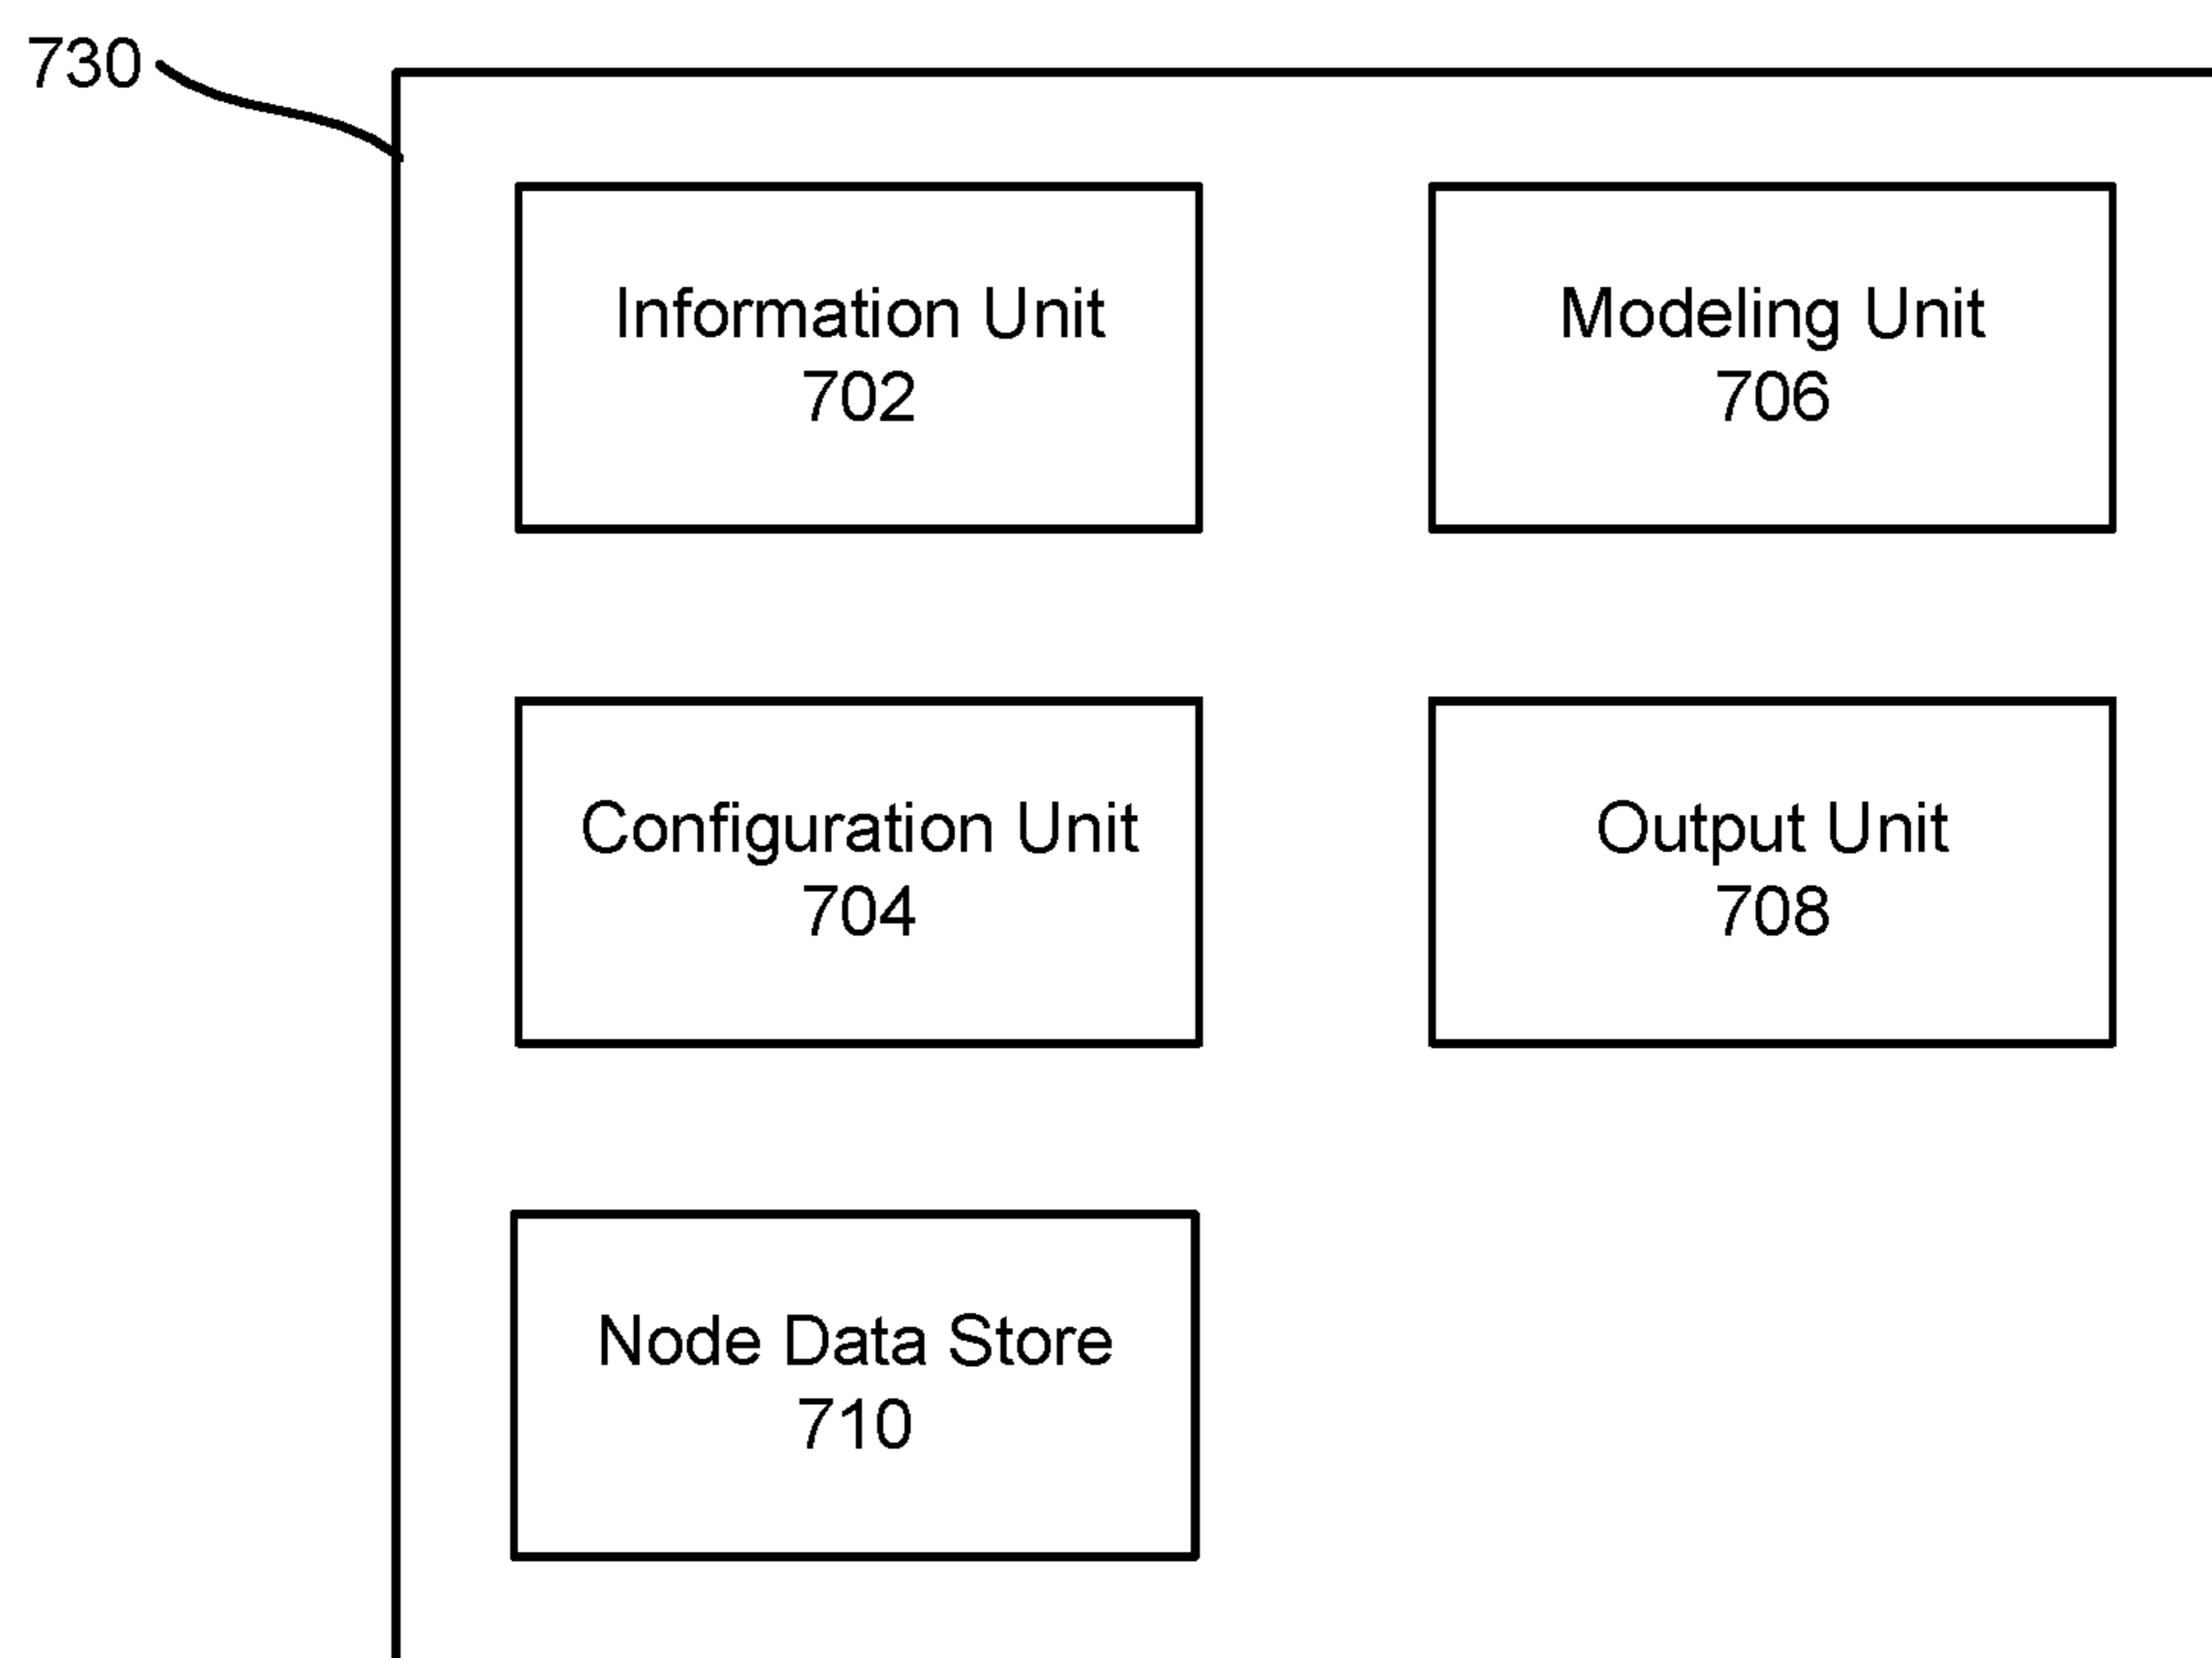 730
Information Unit
702
Modeling Unit
706
Configuration Unit
704
Output Unit
708
Node Data Store
710